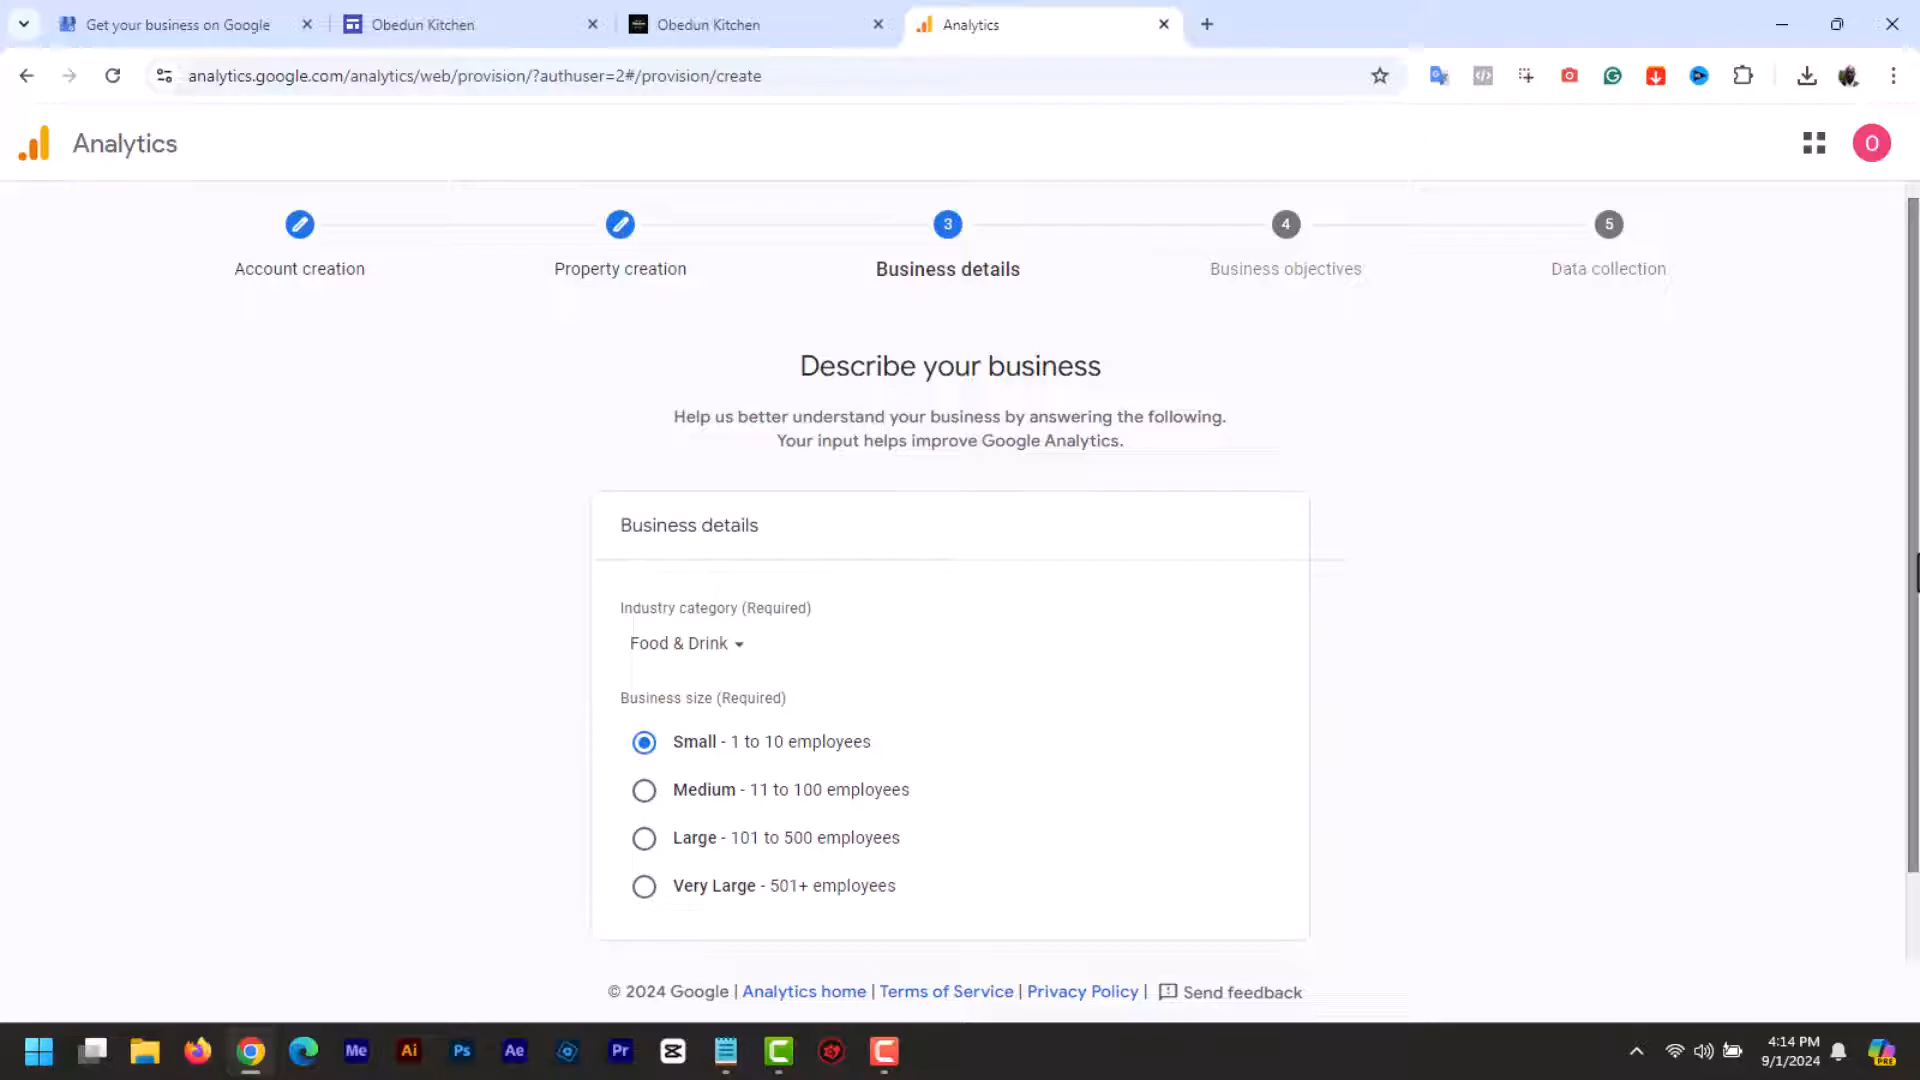 Get your business on Google
Obedun Kitchen
Obedun Kitchen
Analytics
analytics.google.com/analytics/web/provision/?authuser=2#/provision/create
Analytics
O
3
4
5
Account creation
Property creation
Business details
Business objectives
Data collection
Describe your business
Help us better understand your business by answering the following.
Your input helps improve Google Analytics.
Business details
Industry category (Required)
Food & Drink
Business size (Required)
Small - 1 to 10 employees
Medium - 11 to 100 employees
Large - 101 to 500 employees
Very Large - 501+ employees
© 2024 Google | Analytics home | Terms of Service | Privacy Policy | Send feedback
Me
Ai
Ps
Ae
Pr
4:14 PM
9/1/2024
PRE